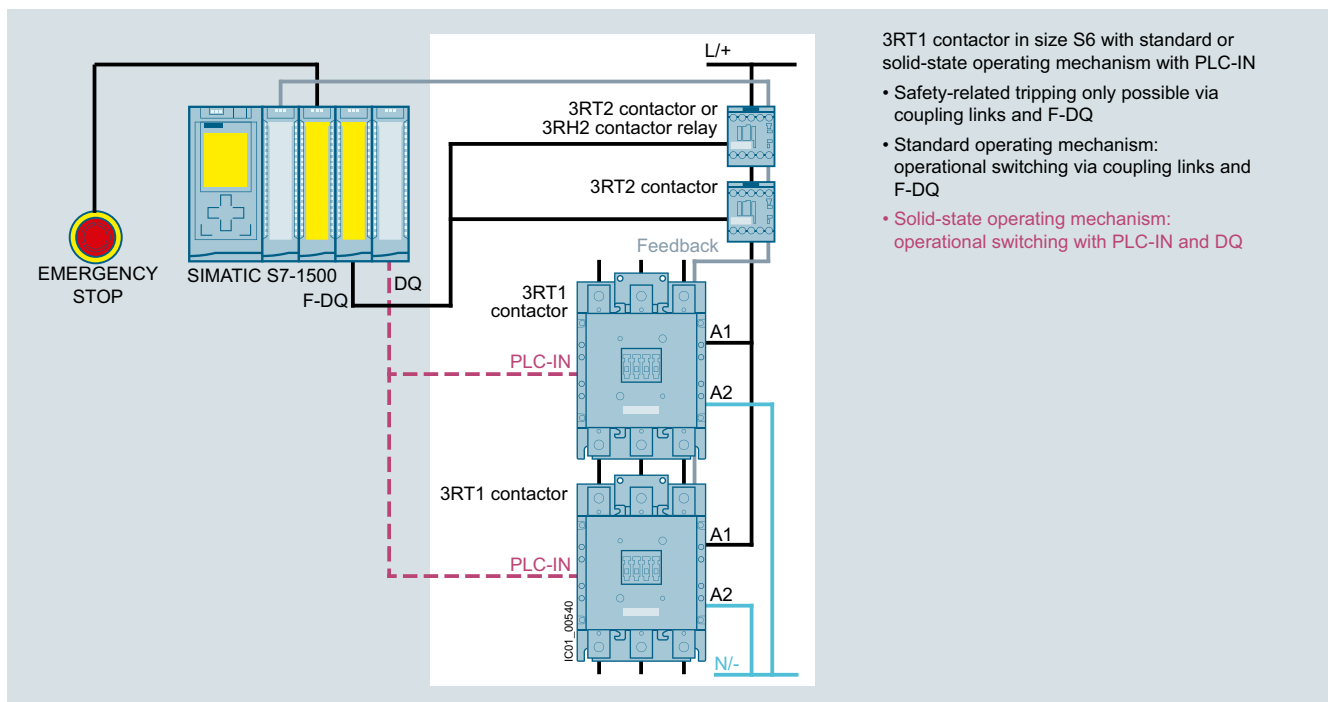 L/+
3RT2 contactor or
3RH2 contactor relay
3RT2 contactor
Feedback
EMERGENCY
STOP
SIMATIC S7-1500
F-DQ
DQ
3RT1
contactor
A1
PLC-IN
A2
3RT1 contactor
A1
PLC-IN
A2
IC01_00540
N/-
3RT1 contactor in size S6 with standard or
solid-state operating mechanism with PLC-IN
• Safety-related tripping only possible via
coupling links and F-DQ
• Standard operating mechanism:
operational switching via coupling links and
F-DQ
• Solid-state operating mechanism:
operational switching with PLC-IN and DQ